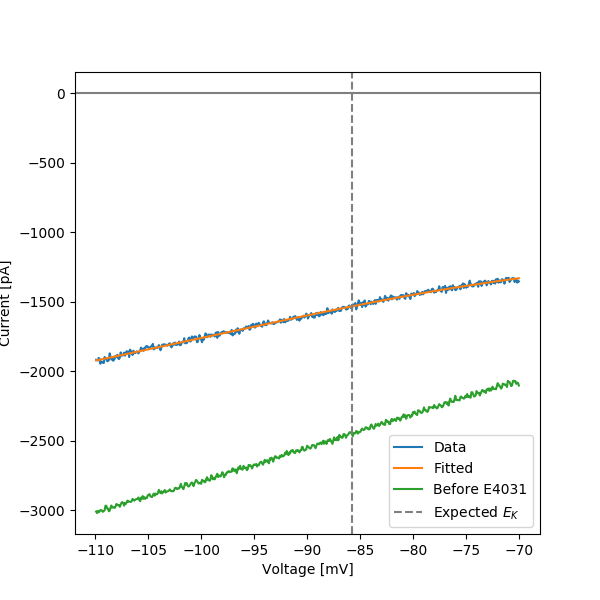 0
−500
−1000
−1500
−2000
−2500
−3000
Current [pA]
Data
Fitted
Before E4031
Expected $E_K$
−110 −105 −100 −95 −90 −85 −80 −75 −70
Voltage [mV]